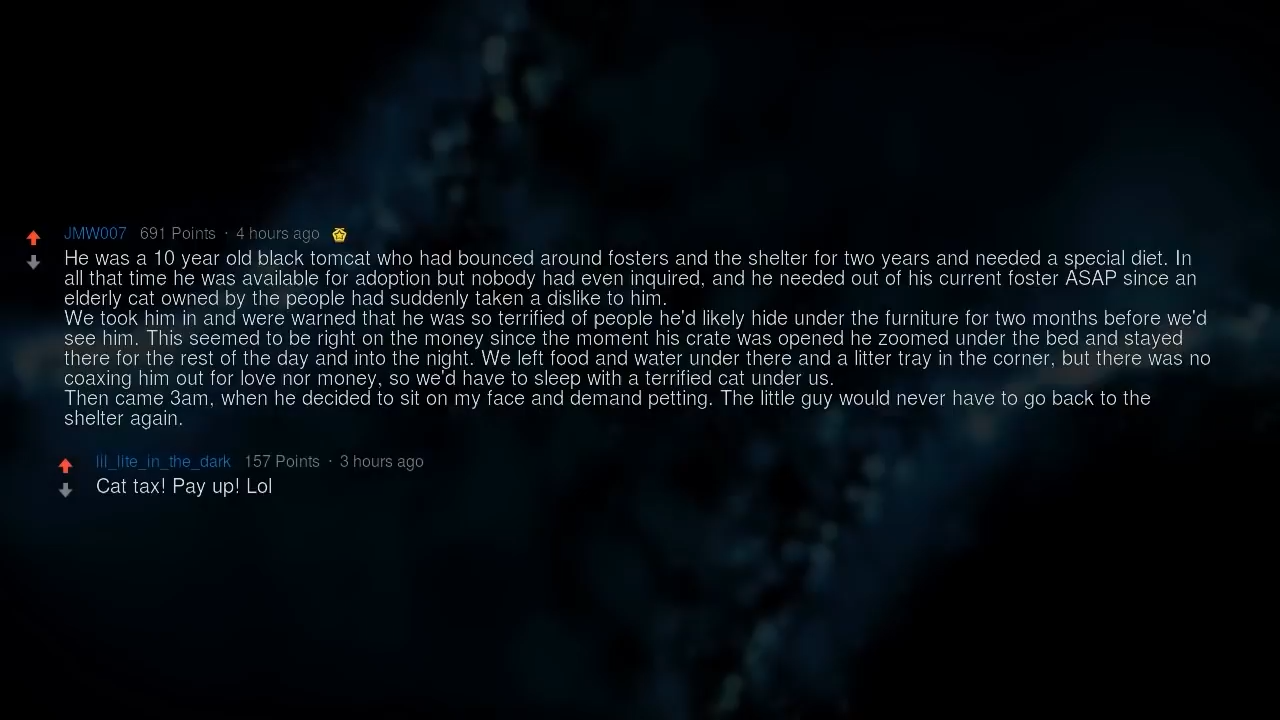 JMW007 691 Points · 4 hours ago
He was a 10 year old black tomcat who had bounced around fosters and the shelter for two years and needed a special diet. In
all that time he was available for adoption but nobody had even inquired, and he needed out of his current foster ASAP since an
elderly cat owned by the people had suddenly taken a dislike to him.
We took him in and were warned that he was so terrified of people he'd likely hide under the furniture for two months before we'd
see him. This seemed to be right on the money since the moment his crate was opened he zoomed under the bed and stayed
there for the rest of the day and into the night. We left food and water under there and a litter tray in the corner, but there was no
coaxing him out for love nor money, so we'd have to sleep with a terrified cat under us.
Then came 3am, when he decided to sit on my face and demand petting. The little guy would never have to go back to the
shelter again.
lil_lite_in_the_dark 157 Points · 3 hours ago
Cat tax! Pay up! Lol